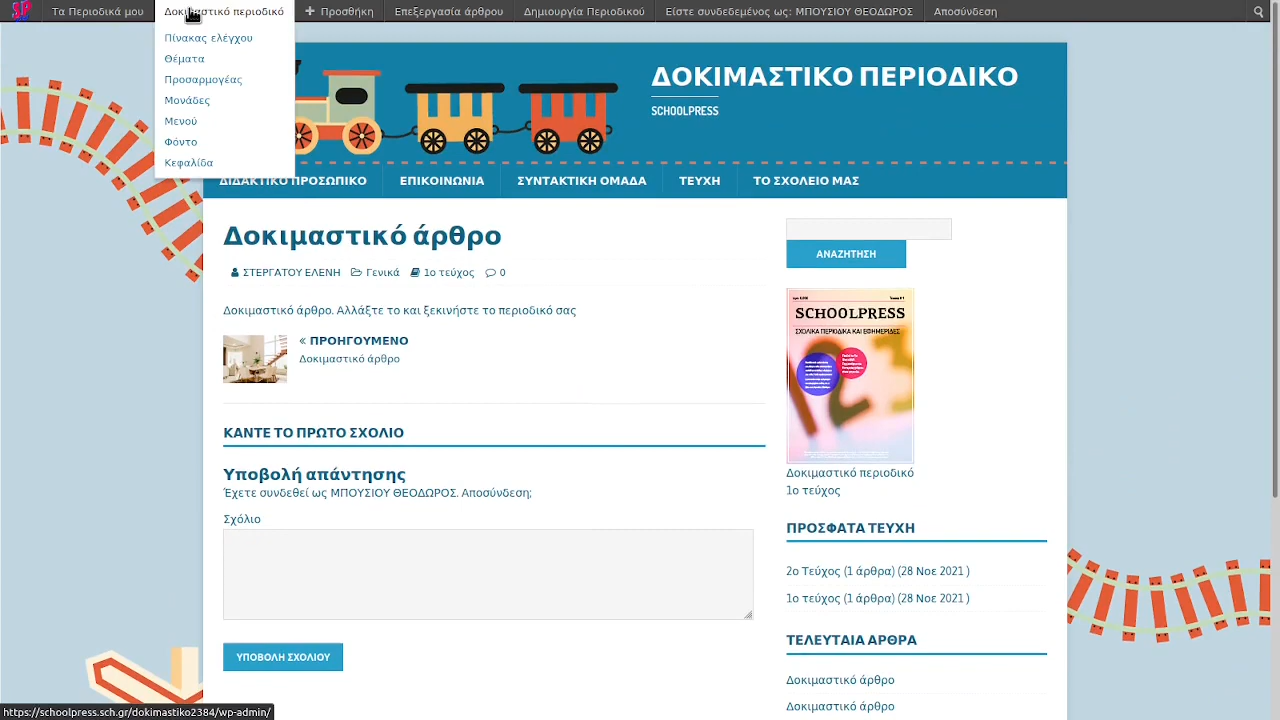 SP
Τα Περιοδικά μου
Δοκιμαστικό περιοδικό
Προσθήκη
Επεξεργασία άρθρου
Δημιουργία Περιοδικού
Είστε συνδεδεμένος ως: ΜΠΟΥΣΙΟΥ ΘΕΟΔΩΡΟΣ
Αποσύνδεση
Πίνακας ελέγχου
Θέματα
Προσαρμογέας
Μονάδες
Μενού
Φόντο
Κεφαλίδα
ΔΟΚΙΜΑΣΤΙΚΟ ΠΕΡΙΟΔΙΚΟ
SCHOOLPRESS
ΔΙΔΑΚΤΙΚΟ ΠΡΟΣΩΠΙΚΟ
ΕΠΙΚΟΙΝΩΝΙΑ
ΣΥΝΤΑΚΤΙΚΗ ΟΜΑΔΑ
ΤΕΥΧΗ
ΤΟ ΣΧΟΛΕΙΟ ΜΑΣ
Δοκιμαστικό άρθρο
ΣΤΕΡΓΑΤΟΥ ΕΛΕΝΗ
Γενικά
1ο τεύχος
0
Δοκιμαστικό άρθρο. Αλλάξτε το και ξεκινήστε το περιοδικό σας
« ΠΡΟΗΓΟΥΜΕΝΟ
Δοκιμαστικό άρθρο
ΚΑΝΤΕ ΤΟ ΠΡΩΤΟ ΣΧΟΛΙΟ
Υποβολή απάντησης
Έχετε συνδεθεί ως ΜΠΟΥΣΙΟΥ ΘΕΟΔΩΡΟΣ. Αποσύνδεση;
Σχόλιο
ΥΠΟΒΟΛΗ ΣΧΟΛΙΟΥ
ΑΝΑΖΗΤΗΣΗ
SCHOOLPRESS
ΣΧΟΛΙΚΑ ΠΕΡΙΟΔΙΚΑ ΚΑΙ ΕΦΗΜΕΡΙΔΕΣ
Δοκιμαστικό περιοδικό
1ο τεύχος
ΠΡΟΣΦΑΤΑ ΤΕΥΧΗ
2ο Τεύχος (1 άρθρα) (28 Νοε 2021 )
1ο τεύχος (1 άρθρα) (28 Νοε 2021 )
ΤΕΛΕΥΤΑΙΑ ΑΡΘΡΑ
Δοκιμαστικό άρθρο
Δοκιμαστικό άρθρο
https://schoolpress.sch.gr/dokimastiko2384/wp-admin/